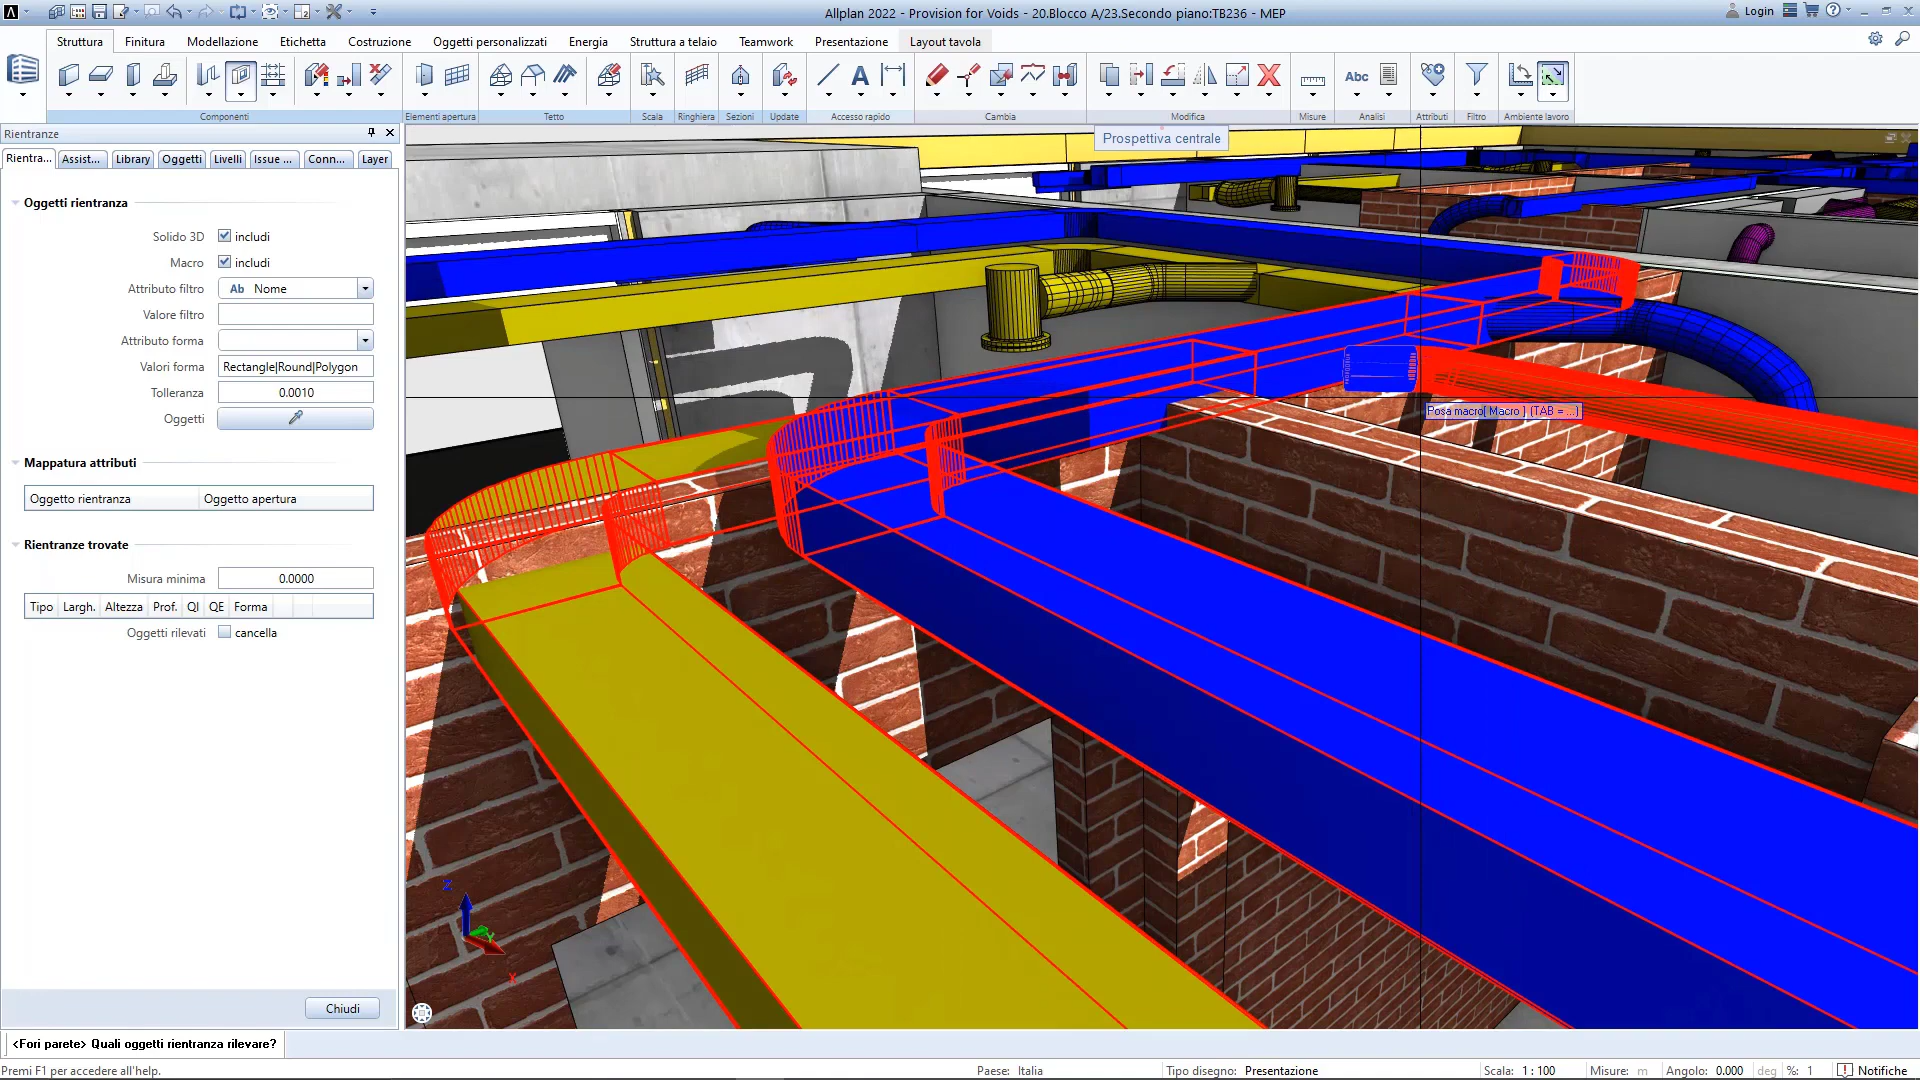 Allplan 2022 - Provision for Voids - 20.Blocco A/23.Secondo piano:TB236 - MEP
Login
Struttura Finitura Modellazione Etichetta Costruzione Oggetti personalizzati Energia Struttura a telaio Teamwork Presentazione Layout tavola
Abc
Componenti Elementi apertura Tetto Scala Ringhiera Sezioni Update Accesso rapido Cambia Modifica Misure Analisi Attributi Filtro Ambiente lavoro
Rientranze
Prospettiva centrale
Rientra... Assist... Library Oggetti Livelli Issue ... Conn... Layer
Oggetti rientranza
Solido 3D includi
Macro includi
Attributo filtro Ab Nome
Valore filtro
Attributo forma
Valori forma Rectangle|Round|Polygon
Tolleranza 0.0010
Posa macro[ Macro ] (TAB = ...)
Oggetti
Mappatura attributi
Oggetto rientranza Oggetto apertura
Rientranze trovate
Misura minima 0.0000
Tipo Largh. Altezza Prof. QI QE Forma
Oggetti rilevati cancella
Z
Y
X
Chiudi
<Fori parete> Quali oggetti rientranza rilevare?
Premi F1 per accedere all'help.
Paese: Italia
Tipo disegno: Presentazione
Scala: 1 : 100
Misure: m
Angolo: 0.000 deg
%: 1
Notifiche